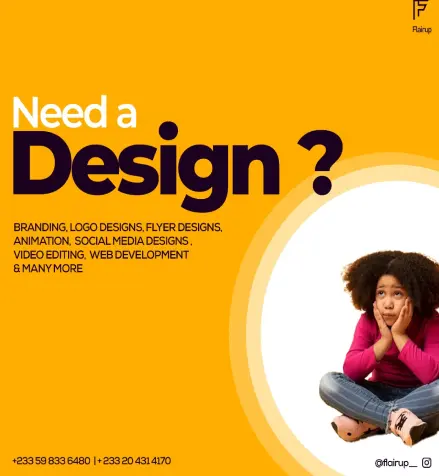 Flairup
Need a
Design ?
BRANDING, LOGO DESIGNS, FLYER DESIGNS,
ANIMATION, SOCIAL MEDIA DESIGNS ,
VIDEO EDITING, WEB DEVELOPMENT
& MANY MORE
+233 59 833 6480 | + 233 20 431 4170
@flairup__